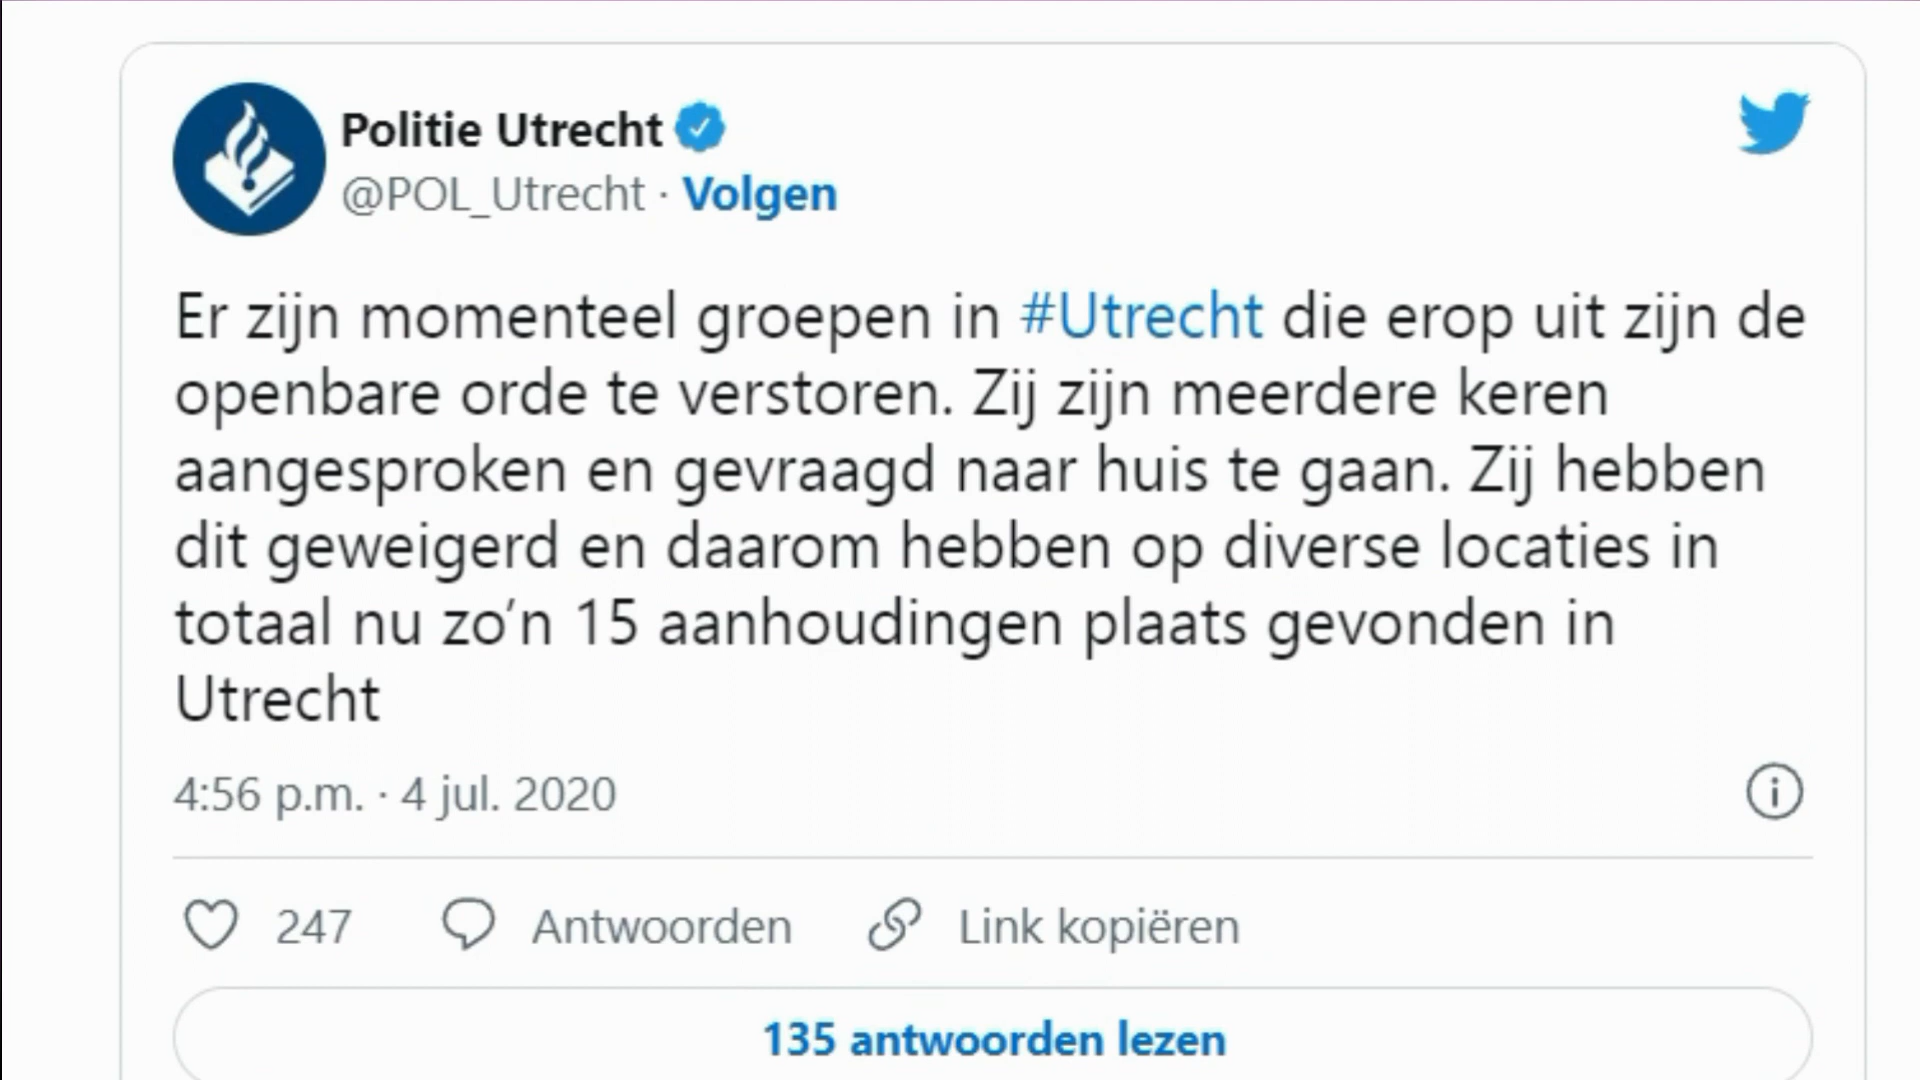 Politie Utrecht
@POL_Utrecht · Volgen
Er zijn momenteel groepen in #Utrecht die erop uit zijn de
openbare orde te verstoren. Zij zijn meerdere keren
aangesproken en gevraagd naar huis te gaan. Zij hebben
dit geweigerd en daarom hebben op diverse locaties in
totaal nu zo’n 15 aanhoudingen plaats gevonden in
Utrecht
4:56 p.m. · 4 jul. 2020
247 Antwoorden Link kopiëren
135 antwoorden lezen